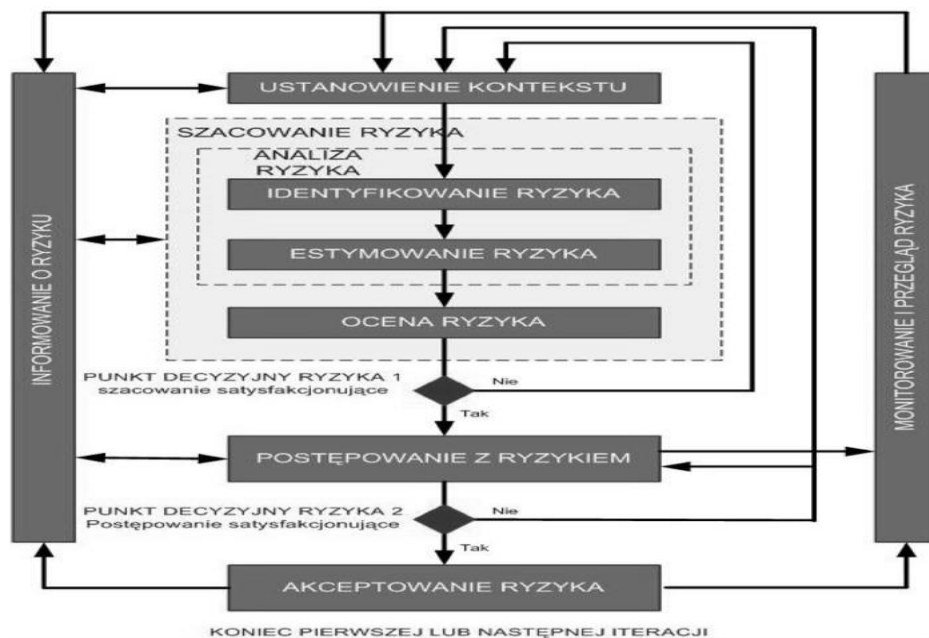 USTANOWIENIE KONTEKSTU
SZACOWANIE RYZYKA
ANALIZA
RYZYKA
IDENTYFIKOWANIE RYZYKA
ESTYMOWANIE RYZYKA
OCENA RYZYKA
INFORMOWANIE O RYZYKU
MONITOROWANIE I PRZEGLĄD RYZYKA
PUNKT DECYZYJNY RYZYKA 1
szacowanie satysfakcjonujące
Nie
Tak
POSTĘPOWANIE Z RYZYKIEM
PUNKT DECYZYJNY RYZYKA 2
Postępowanie satysfakcjonujące
Nie
Tak
AKCEPTOWANIE RYZYKA
KONIEC PIERWSZEJ LUB NASTĘPNEJ ITERACJI